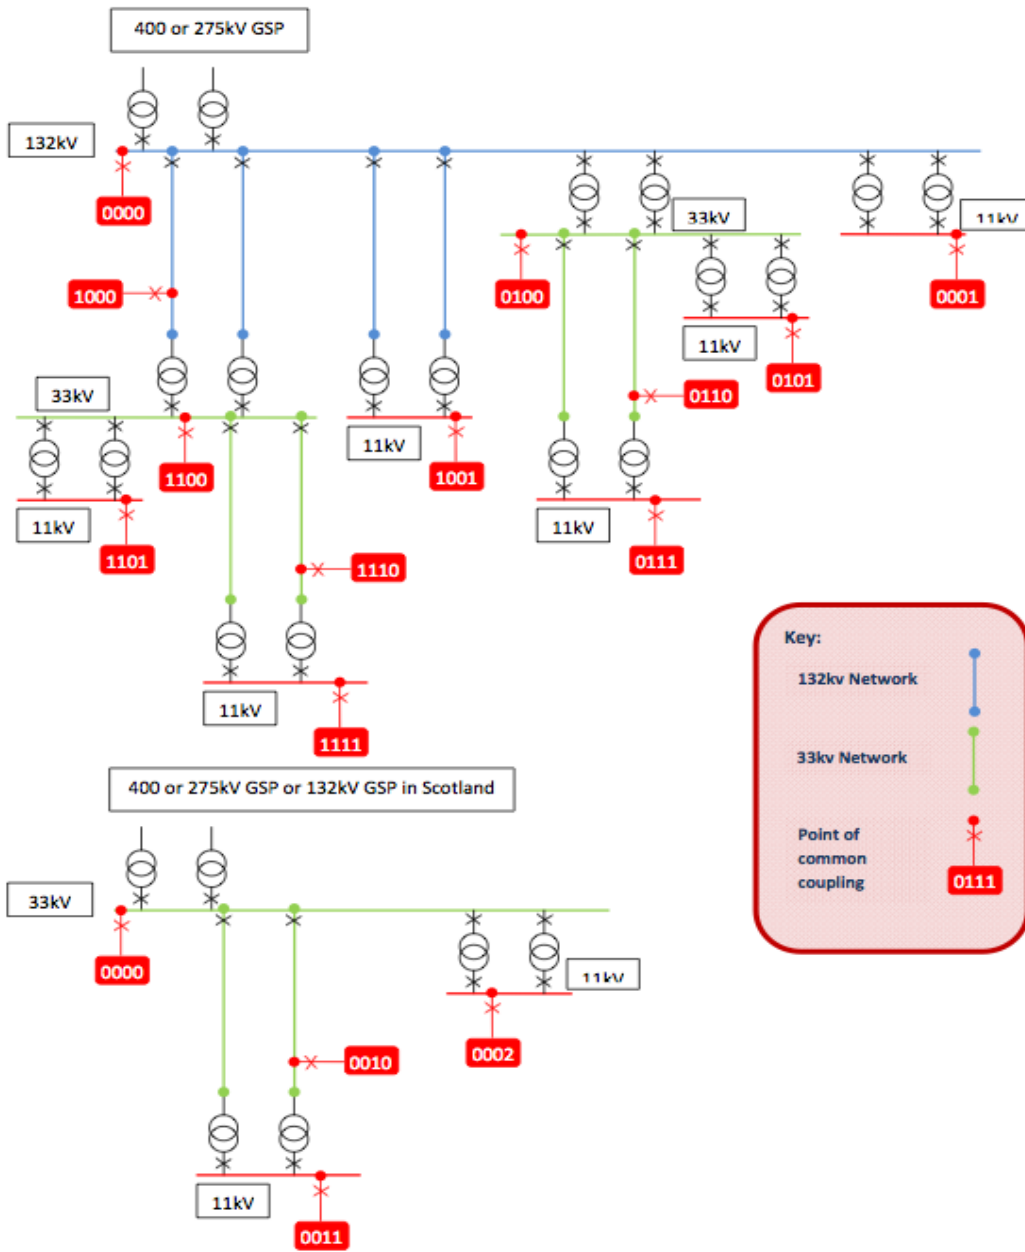 400 or 275kV GSP
132kV
0000
33kV
11kV
1000
0100
0001
11kV
0101
33kV
0110
11kV
1100
1001
11kV
11kV
1101
0111
1110
Key:
132kv Network
11kV
1111
33kv Network
400 or 275kV GSP or 132kV GSP in Scotland
Point of
common
coupling
0111
33kV
0000
11kV
0002
0010
11kV
0011